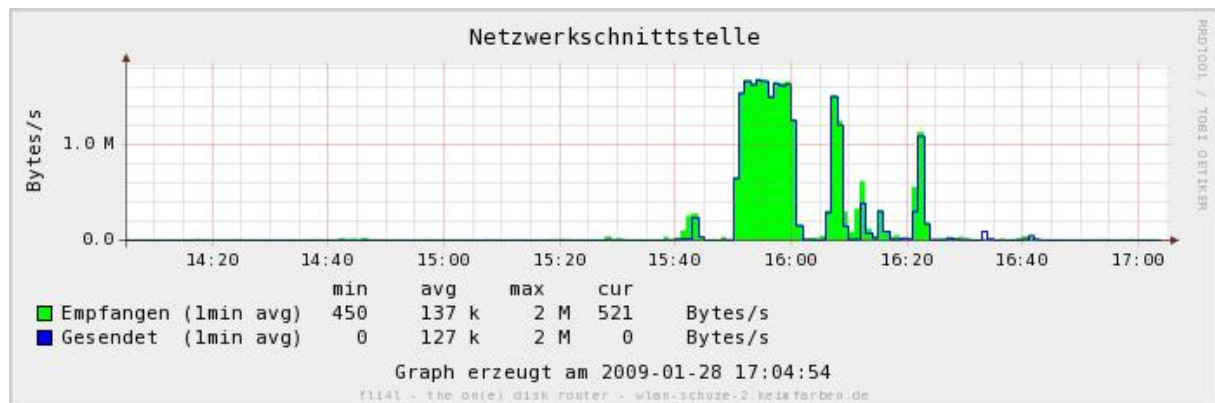 Netzwerkschnittstelle
RRDTOOL / TOBI OETIKER
Bytes/s
1.0 M
0.0
14:20 14:40 15:00 15:20 15:40 16:00 16:20 16:40 17:00
min avg max cur
Empfangen (1min avg) 450 137 k 2 M 521 Bytes/s
Gesendet (1min avg) 0 127 k 2 M 0 Bytes/s
Graph erzeugt am 2009-01-28 17:04:54
fli4l - the on(e) disk router - wlan-schuze-2.heimfarben.de